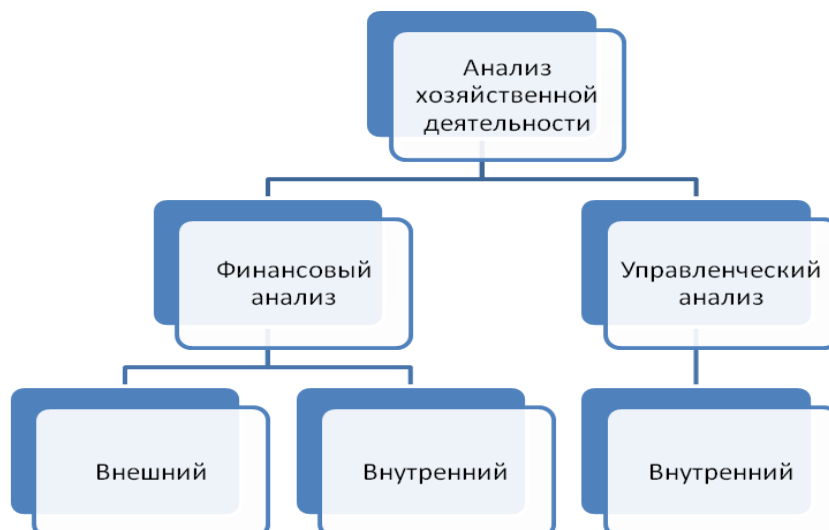 Анализ
хозяйственной
деятельности
Финансовый
анализ
Управленческий
анализ
Внешний
Внутренний
Внутренний